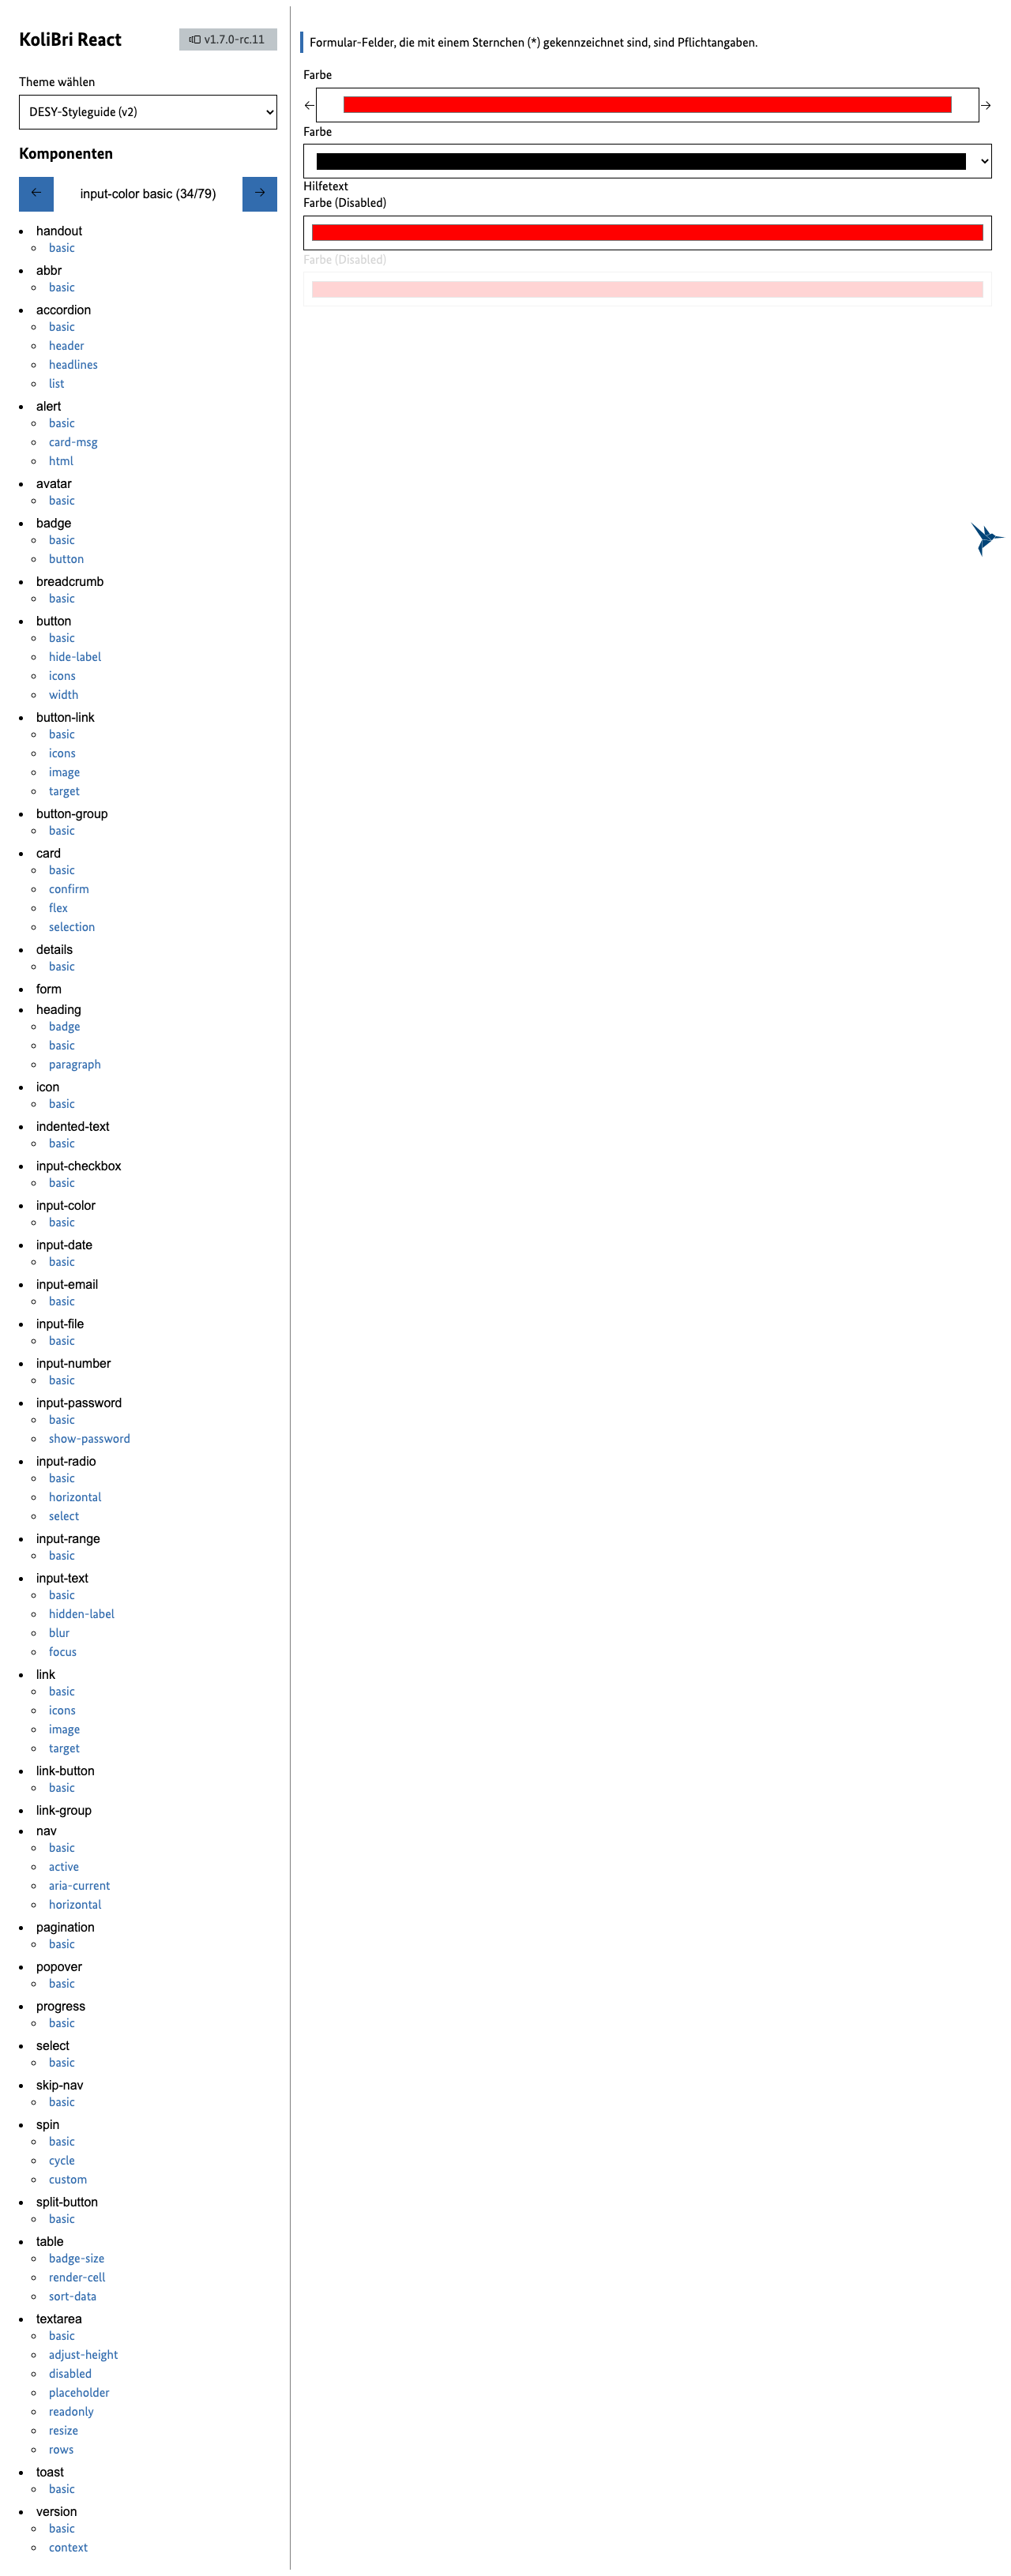 KoliBri React
v1.7.0-rc.11
Theme wählen
DESY-Styleguide (v2)
Komponenten
←
input-color basic (34/79)
→
handout
basic
abbr
basic
accordion
basic
header
headlines
list
alert
basic
card-msg
html
avatar
basic
badge
basic
button
breadcrumb
basic
button
basic
hide-label
icons
width
button-link
basic
icons
image
target
button-group
basic
card
basic
confirm
flex
selection
details
basic
form
heading
badge
basic
paragraph
icon
basic
indented-text
basic
input-checkbox
basic
input-color
basic
input-date
basic
input-email
basic
input-file
basic
input-number
basic
input-password
basic
show-password
input-radio
basic
horizontal
select
input-range
basic
input-text
basic
hidden-label
blur
focus
link
basic
icons
image
target
link-button
basic
link-group
nav
basic
active
aria-current
horizontal
pagination
basic
popover
basic
progress
basic
select
basic
skip-nav
basic
spin
basic
cycle
custom
split-button
basic
table
badge-size
render-cell
sort-data
textarea
basic
adjust-height
disabled
placeholder
readonly
resize
rows
toast
basic
version
basic
context
Formular-Felder, die mit einem Sternchen (*) gekennzeichnet sind, sind Pflichtangaben.
Farbe
← →
Farbe
Hilfetext
Farbe (Disabled)
Farbe (Disabled)